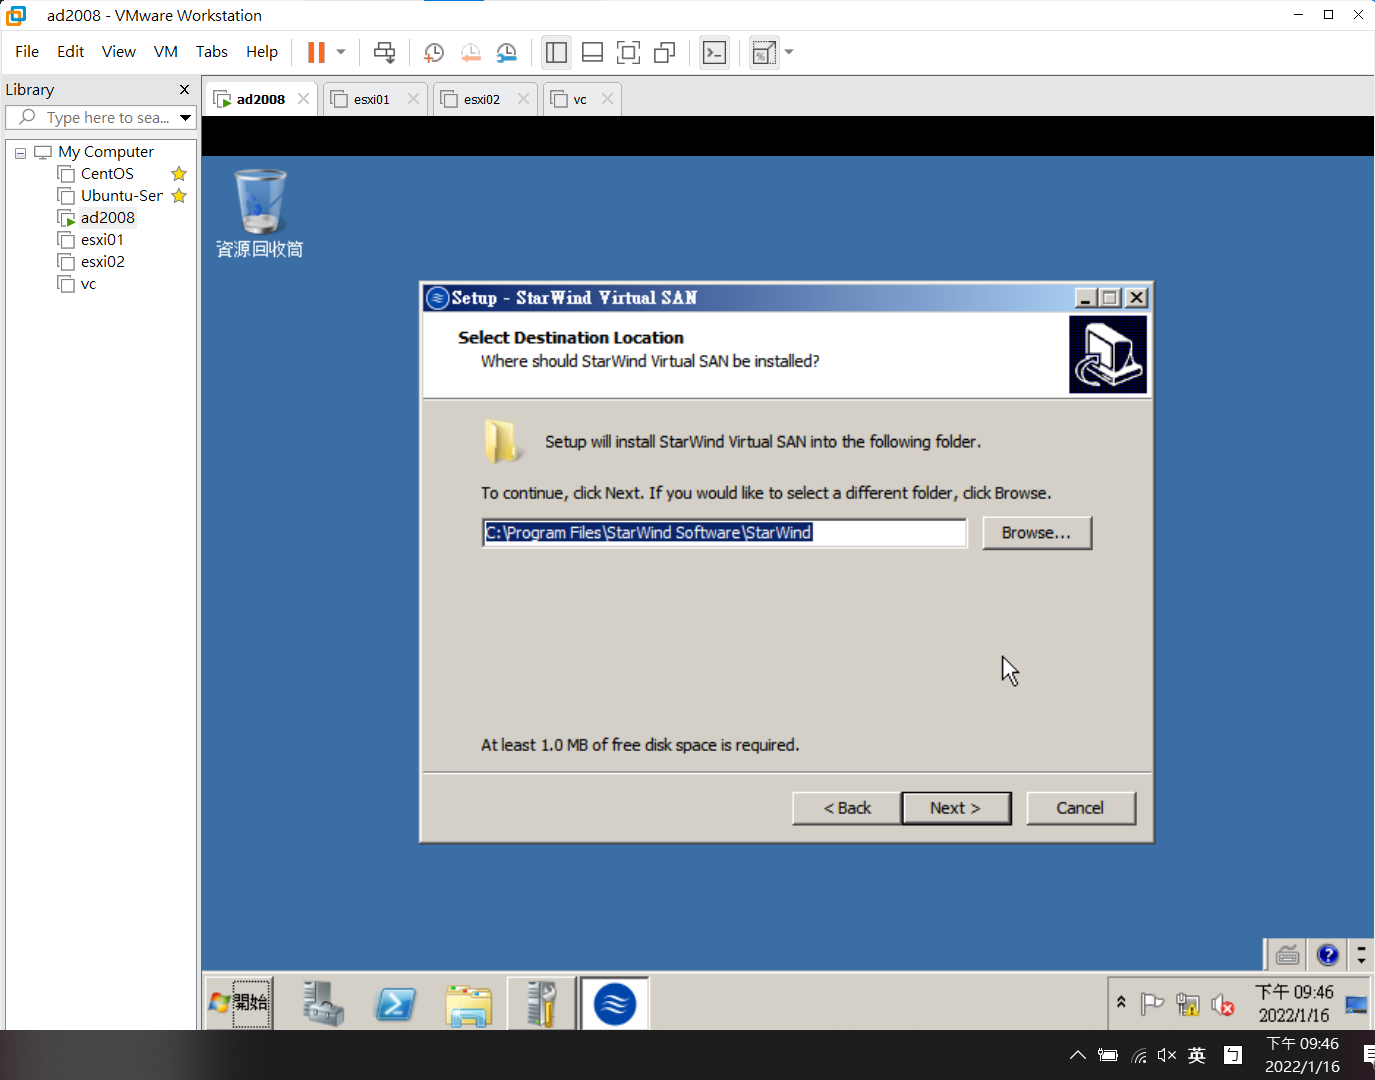 ad2008 - VMware Workstation
File Edit View VM Tabs Help
Library
Type here to sea...
My Computer
CentOS
Ubuntu-Ser
ad2008
esxi01
esxi02
vc
ad2008 esxi01 esxi02 vc
資源回收筒
Setup - StarWind Virtual SAN
Select Destination Location
Where should StarWind Virtual SAN be installed?
Setup will install StarWind Virtual SAN into the following folder.
To continue, click Next. If you would like to select a different folder, click Browse.
C:\Program Files\StarWind Software\StarWind
Browse...
At least 1.0 MB of free disk space is required.
< Back Next > Cancel
開始
下午 09:46
2022/1/16
英
下午 09:46
2022/1/16